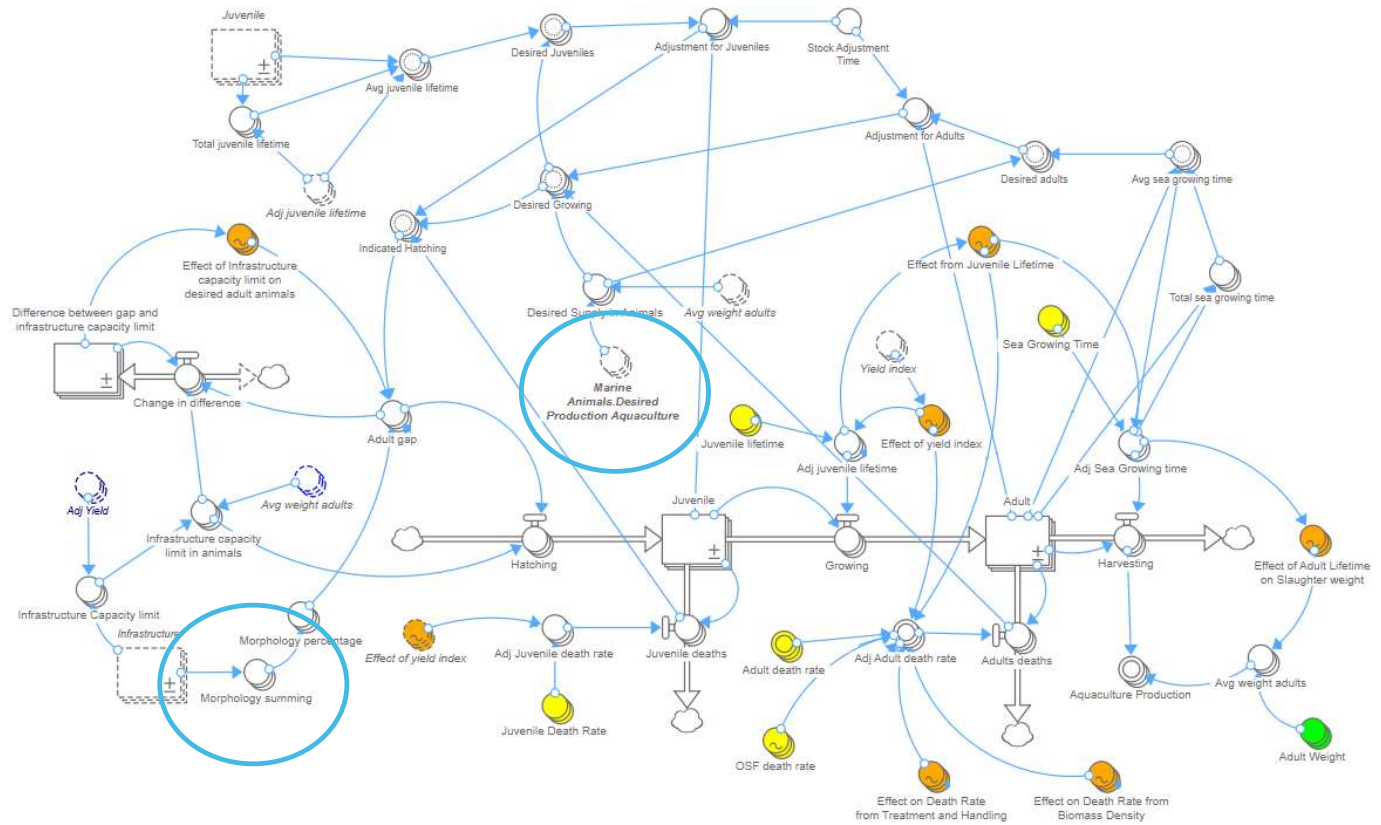 Juvenile
Desired Juveniles
Adjustment for Juveniles
Stock Adjustment
Time
Avg juvenile lifetime
Total juvenile lifetime
Adjustment for Adults
Desired adults
Avg sea growing time
Adj juvenile lifetime
Desired Growing
Indicated Hatching
Effect of Infrastructure
capacity limit on
desired adult animals
Effect from Juvenile Lifetime
Total sea growing time
Difference between gap and
infrastructure capacity limit
Desired Supply in Animals
Avg weight adults
Sea Growing Time
Yield index
Marine
Animals.Desired
Production Aquaculture
Change in difference
Adult gap
Juvenile lifetime
Adj juvenile lifetime
Effect of yield index
Adj Sea Growing time
Adj Yield
Avg weight adults
Infrastructure capacity
limit in animals
Juvenile
Adult
Hatching
Growing
Harvesting
Effect of Adult Lifetime
on Slaughter weight
Infrastructure Capacity limit
Infrastructure
Morphology percentage
Morphology summing
Effect of yield index
Adj Juvenile death rate
Juvenile deaths
Adult death rate
Adj Adult death rate
Adults deaths
Aquaculture Production
Avg weight adults
Juvenile Death Rate
OSF death rate
Adult Weight
Effect on Death Rate
from Treatment and Handling
Effect on Death Rate from
Biomass Density